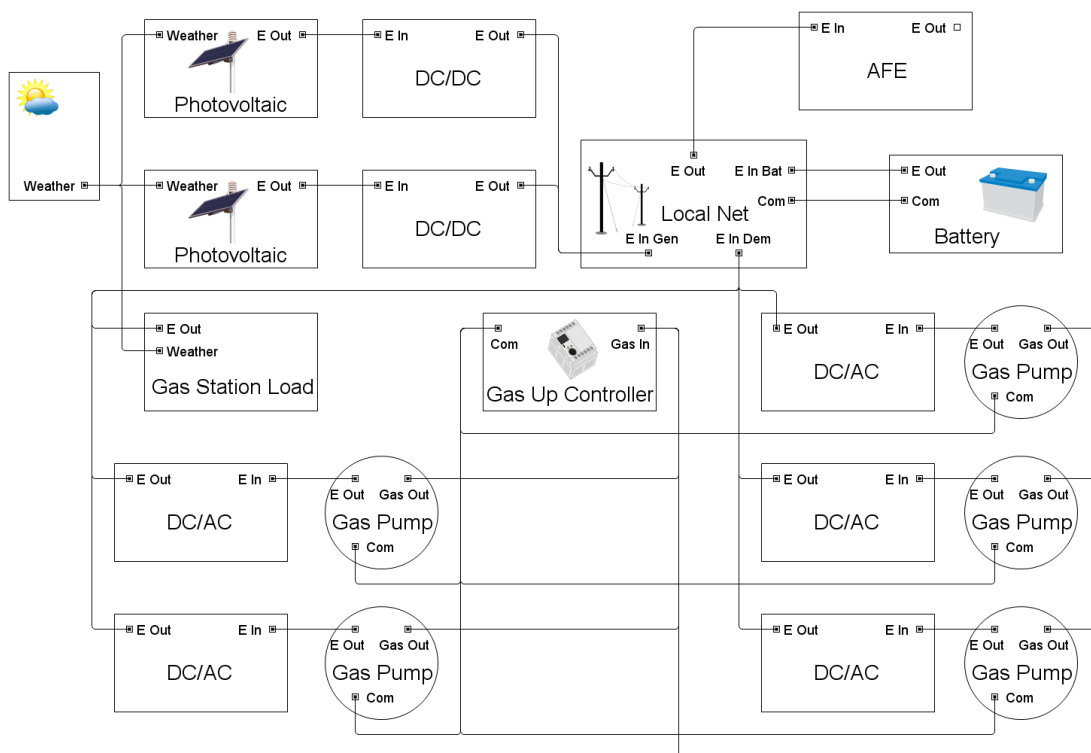 Weather E Out
Photovoltaic
E In E Out
DC/DC
E In E Out
AFE
Weather
Weather E Out
Photovoltaic
E In E Out
DC/DC
E Out E In Bat
Com
Local Net
E In Gen E In Dem
E Out
Com
Battery
E Out
Weather
Gas Station Load
Com Gas In
Gas Up Controller
E Out E In
DC/AC
E Out Gas Out
Gas Pump
Com
E Out E In
DC/AC
E Out Gas Out
Gas Pump
Com
E Out E In
DC/AC
E Out Gas Out
Gas Pump
Com
E Out E In
DC/AC
E Out Gas Out
Gas Pump
Com
E Out E In
DC/AC
E Out Gas Out
Gas Pump
Com